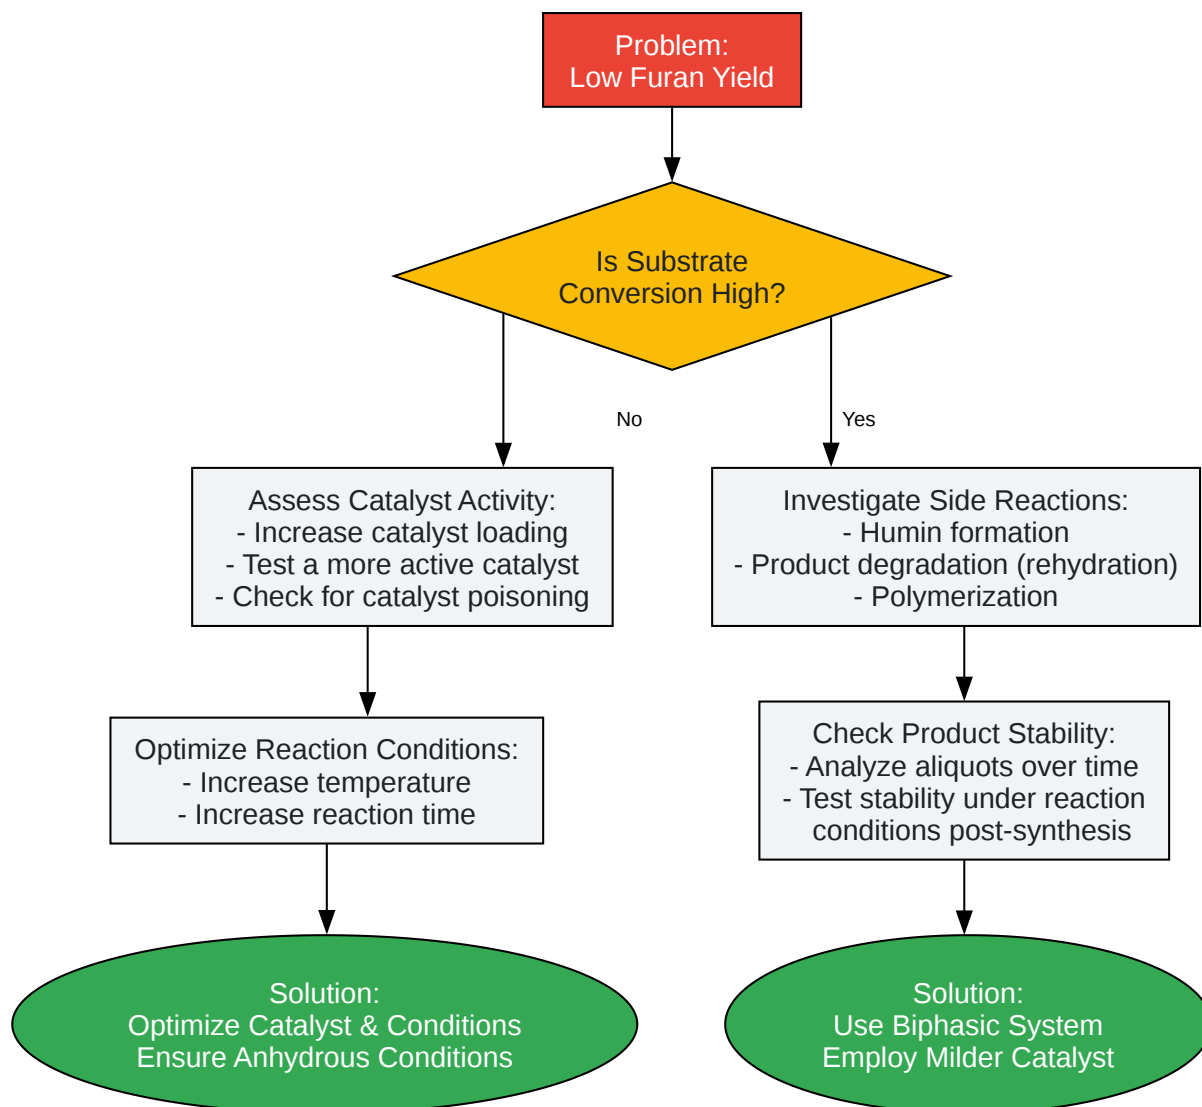 Problem:
Low Furan Yield
Is Substrate
Conversion High?
No
Yes
Assess Catalyst Activity:
- Increase catalyst loading
- Test a more active catalyst
- Check for catalyst poisoning
Investigate Side Reactions:
- Humin formation
- Product degradation (rehydration)
- Polymerization
Optimize Reaction Conditions:
- Increase temperature
- Increase reaction time
Check Product Stability:
- Analyze aliquots over time
- Test stability under reaction
conditions post-synthesis
Solution:
Optimize Catalyst & Conditions
Ensure Anhydrous Conditions
Solution:
Use Biphasic System
Employ Milder Catalyst